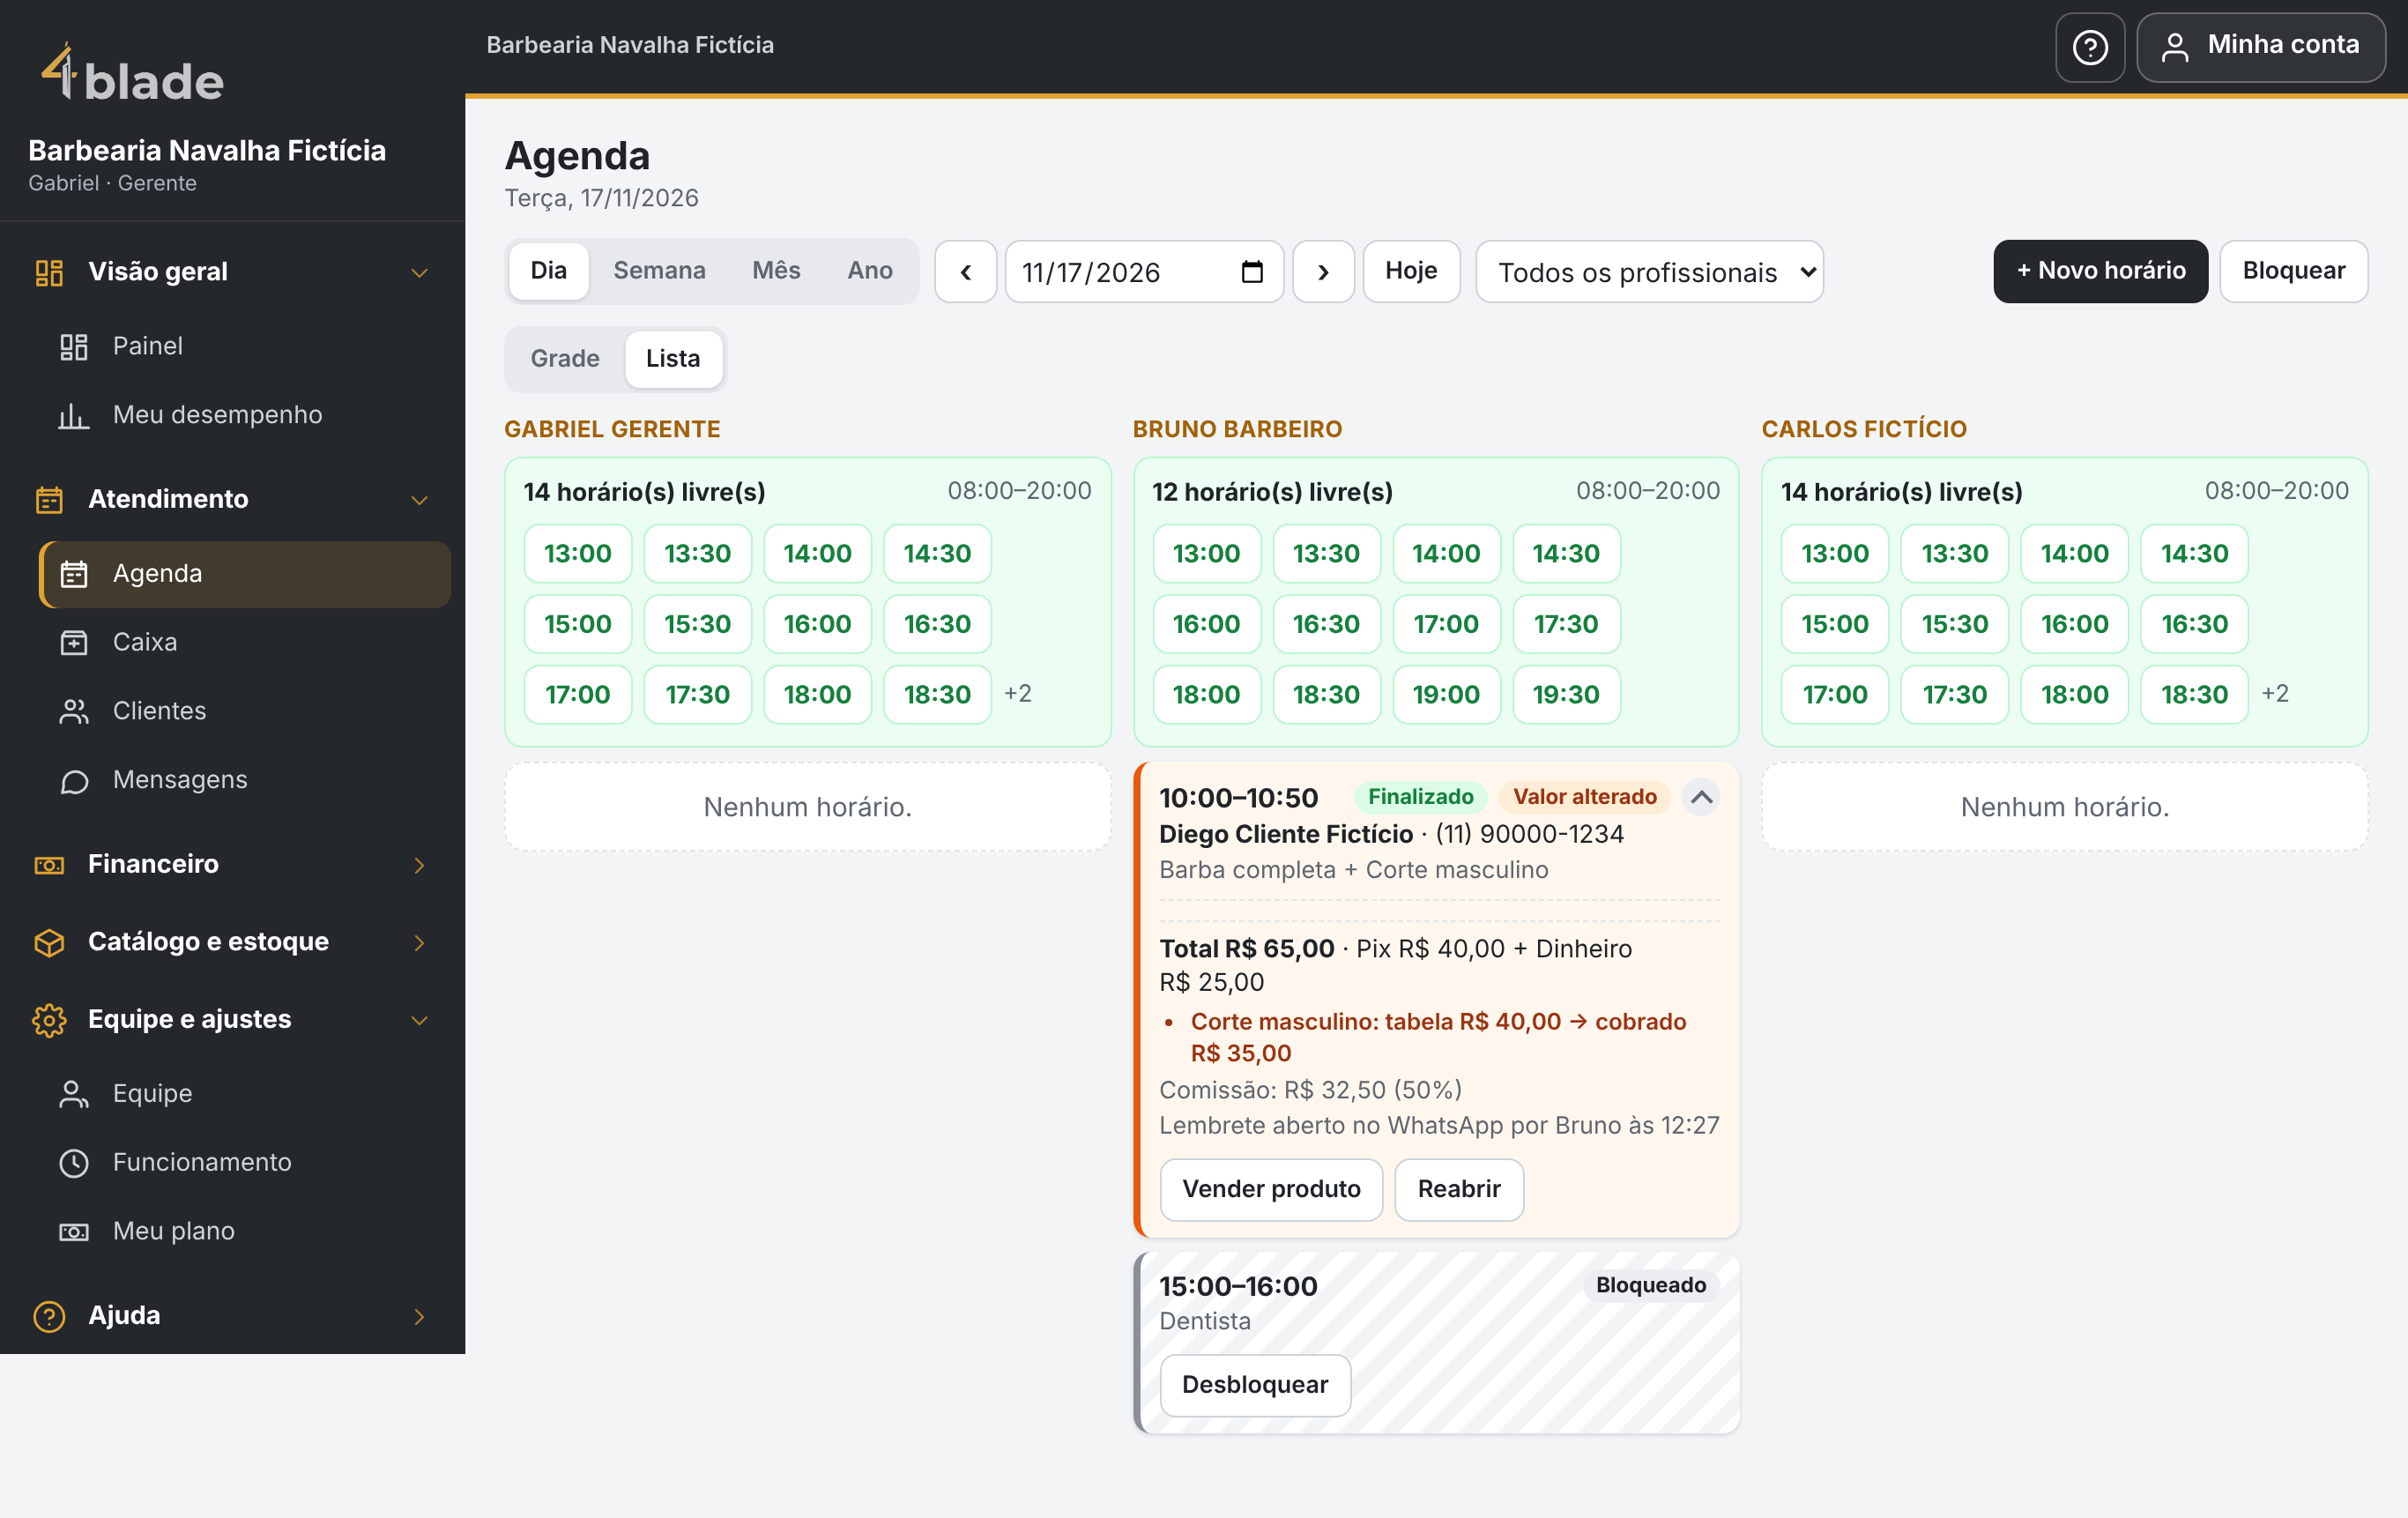 4blade
Barbearia Navalha Fictícia
Gabriel · Gerente
Visão geral
Painel
Meu desempenho
Atendimento
Agenda
Caixa
Clientes
Mensagens
Financeiro
Catálogo e estoque
Equipe e ajustes
Equipe
Funcionamento
Meu plano
Ajuda
Barbearia Navalha Fictícia
Minha conta
Agenda
Terça, 17/11/2026
Dia Semana Mês Ano ‹ 11/17/2026 › Hoje Todos os profissionais + Novo horário Bloquear
Grade Lista
GABRIEL GERENTE
14 horário(s) livre(s) 08:00–20:00
13:00 13:30 14:00 14:30
15:00 15:30 16:00 16:30
17:00 17:30 18:00 18:30 +2
Nenhum horário.
BRUNO BARBEIRO
12 horário(s) livre(s) 08:00–20:00
13:00 13:30 14:00 14:30
16:00 16:30 17:00 17:30
18:00 18:30 19:00 19:30
10:00–10:50 Finalizado Valor alterado
Diego Cliente Fictício · (11) 90000-1234
Barba completa + Corte masculino
Total R$ 65,00 · Pix R$ 40,00 + Dinheiro
R$ 25,00
• Corte masculino: tabela R$ 40,00 → cobrado
R$ 35,00
Comissão: R$ 32,50 (50%)
Lembrete aberto no WhatsApp por Bruno às 12:27
Vender produto Reabrir
15:00–16:00 Bloqueado
Dentista
Desbloquear
CARLOS FICTÍCIO
14 horário(s) livre(s) 08:00–20:00
13:00 13:30 14:00 14:30
15:00 15:30 16:00 16:30
17:00 17:30 18:00 18:30 +2
Nenhum horário.